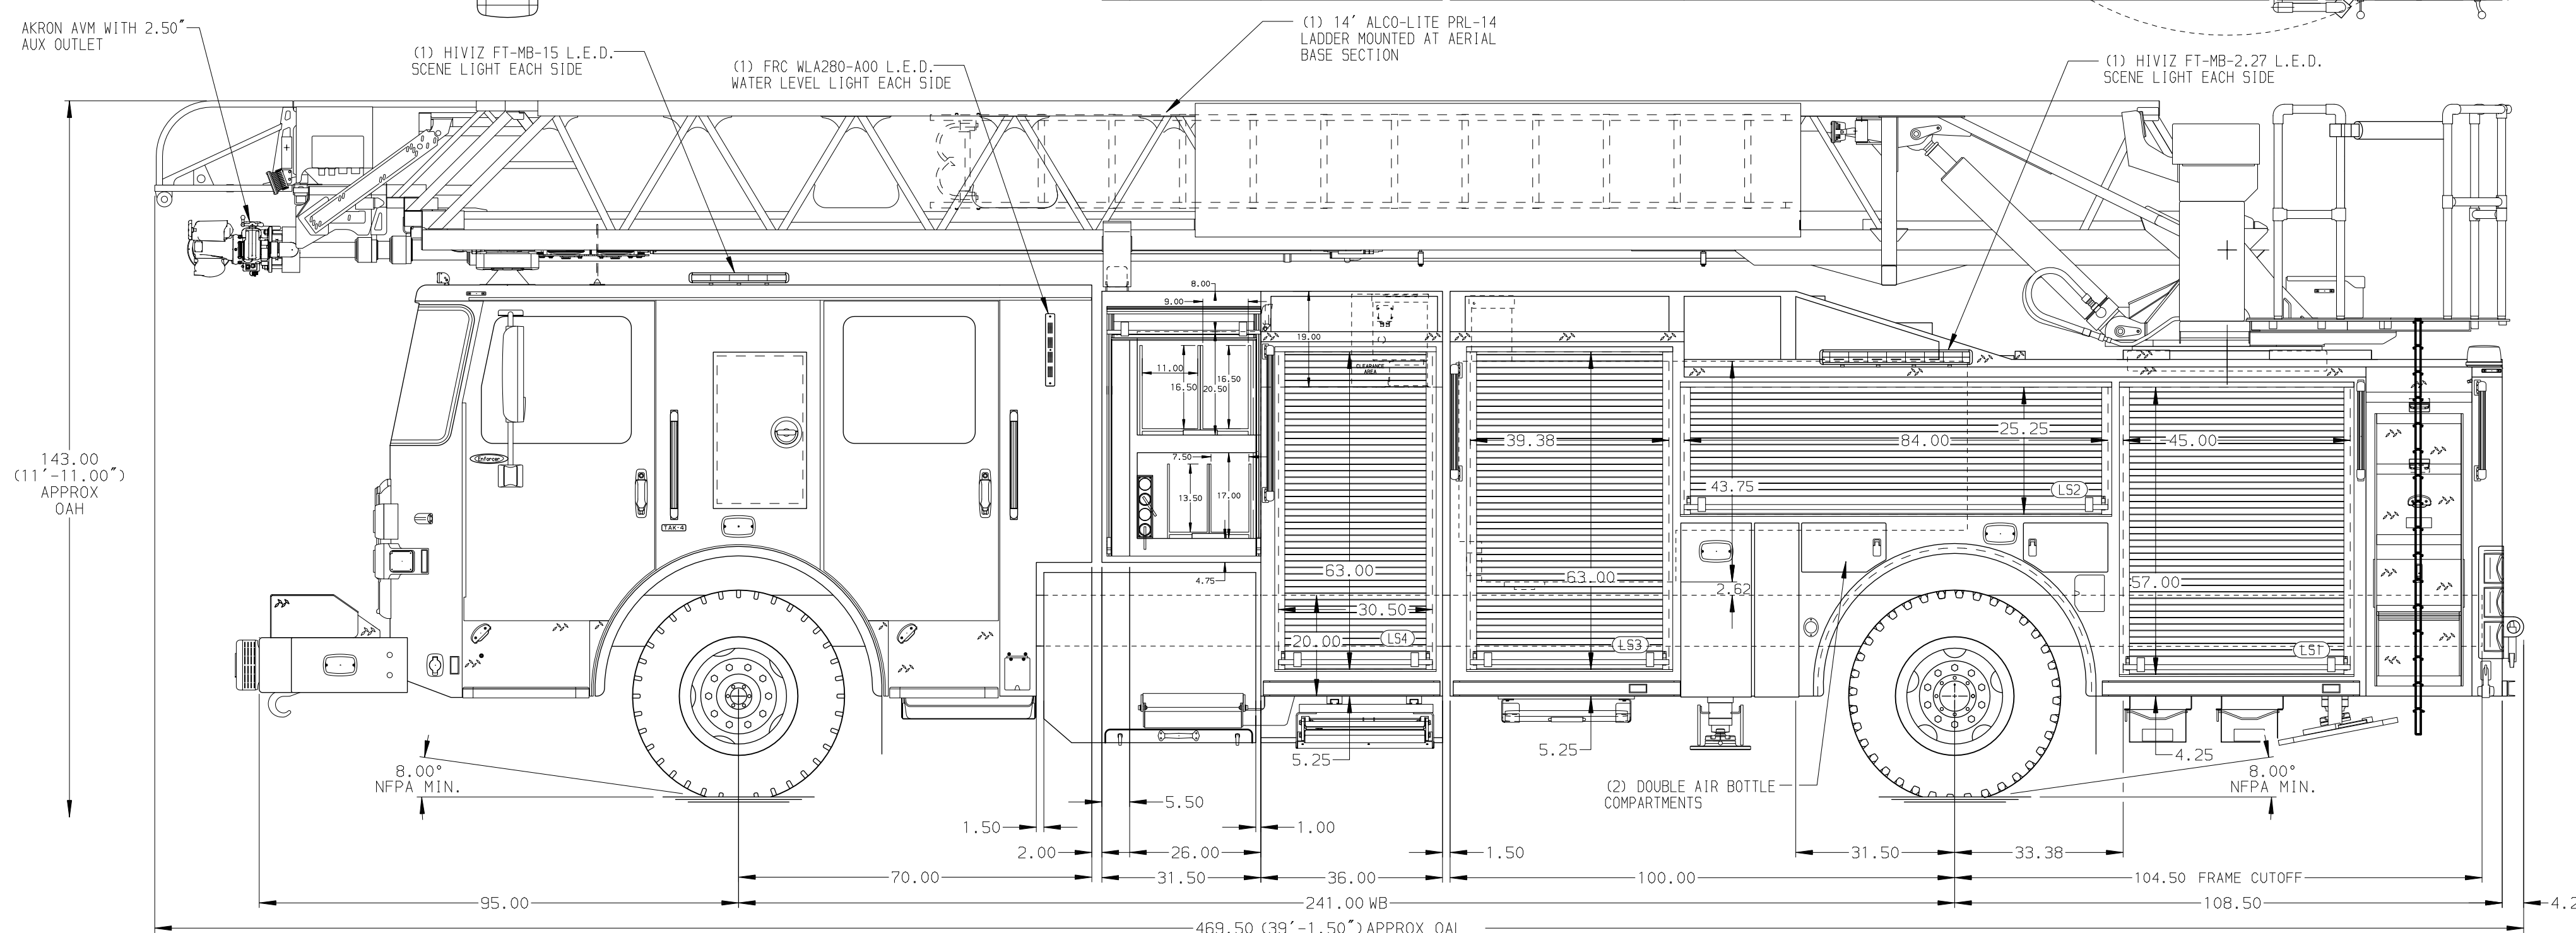 AKRON AVM WITH 2.50"
AUX OUTLET
(1) HIVIZ FT-MB-15 L.E.D.
SCENE LIGHT EACH SIDE
(1) FRC WLA280-A00 L.E.D.
WATER LEVEL LIGHT EACH SIDE
(1) 14' ALCO-LITE PRL-14
LADDER MOUNTED AT AERIAL
BASE SECTION
(1) HIVIZ FT-MB-2.27 L.E.D.
SCENE LIGHT EACH SIDE
143.00
(11'-11.00")
APPROX
OAH
8.00
9.00
19.00
CLEARANCE
AREA
11.00
16.50
20.50
16.50
7.50
13.50
17.00
4.75
Enforcer
TAK-4
39.38
84.00
25.25
45.00
43.75
LS2
63.00
30.50
20.00
LS4
63.00
LS3
2.62
57.00
LS1
5.25
5.25
4.25
8.00°
NFPA MIN.
8.00°
NFPA MIN.
(2) DOUBLE AIR BOTTLE
COMPARTMENTS
5.50
1.50
1.00
2.00
26.00
1.50
31.50
33.38
70.00
31.50
36.00
100.00
104.50 FRAME CUTOFF
95.00
241.00 WB
108.50
4.2
469.50 (39'-1.50") APPROX OAL